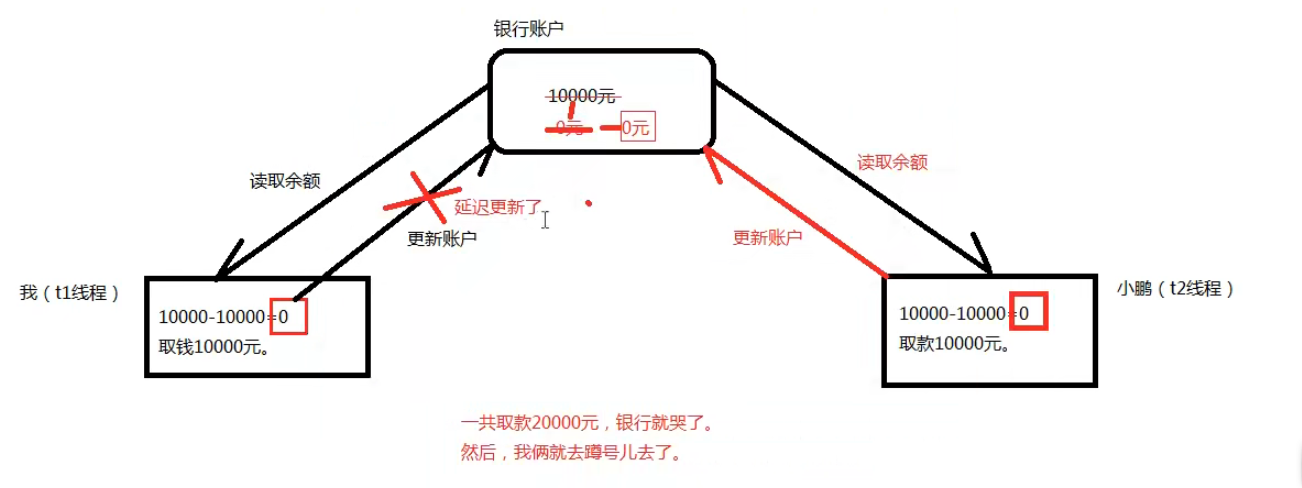 银行账户
10000元
0元
0元
读取余额
读取余额
延迟更新了
更新账户
更新账户
我（t1线程）
10000-10000=0
取钱10000元。
小鹏（t2线程）
10000-10000=0
取款10000元。
一共取款20000元，银行就哭了。
然后，我俩就去蹲号儿去了。